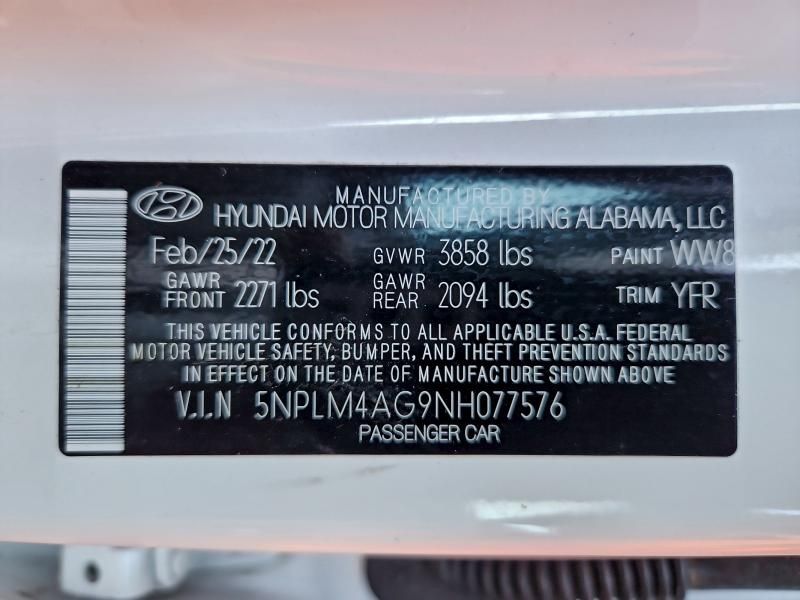 MANUFACTURED BY
HYUNDAI MOTOR MANUFACTURING ALABAMA, LLC
Feb/25/22 GVWR 3858 lbs PAINT WW8
GAWR FRONT 2271 lbs GAWR REAR 2094 lbs TRIM YFR
THIS VEHICLE CONFORMS TO ALL APPLICABLE U.S.A. FEDERAL
MOTOR VEHICLE SAFETY, BUMPER, AND THEFT PREVENTION STANDARDS
IN EFFECT ON THE DATE OF MANUFACTURE SHOWN ABOVE
V.I.N 5NPLM4AG9NH077576
PASSENGER CAR